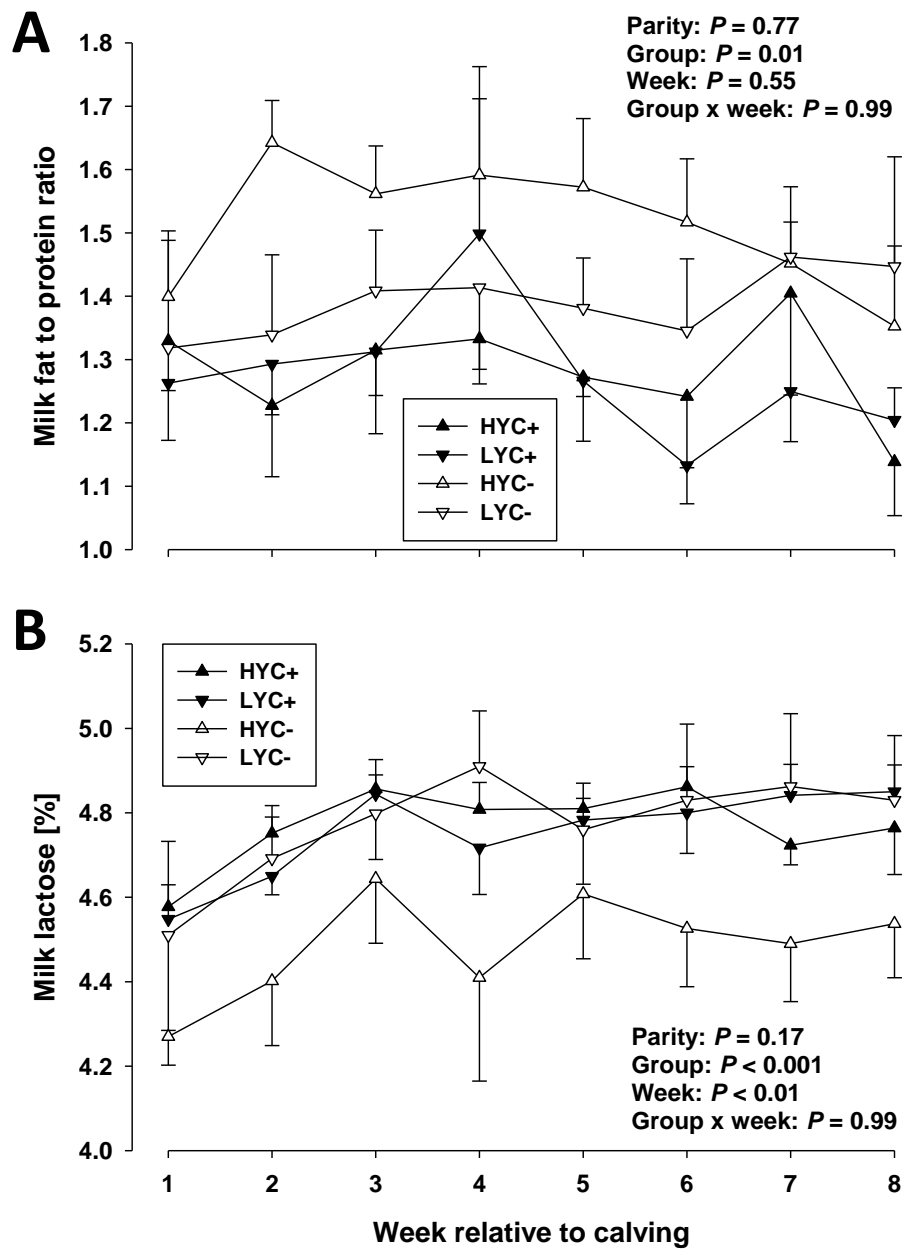 A
Parity: P = 0.77
Group: P = 0.01
Week: P = 0.55
Group x week: P = 0.99
1.8
1.7
1.6
1.5
1.4
1.3
1.2
1.1
1.0
Milk fat to protein ratio
HYC+
LYC+
HYC-
LYC-
B
5.2
5.0
4.8
4.6
4.4
4.2
4.0
Milk lactose [%]
HYC+
LYC+
HYC-
LYC-
Parity: P = 0.17
Group: P < 0.001
Week: P < 0.01
Group x week: P = 0.99
1 2 3 4 5 6 7 8
Week relative to calving